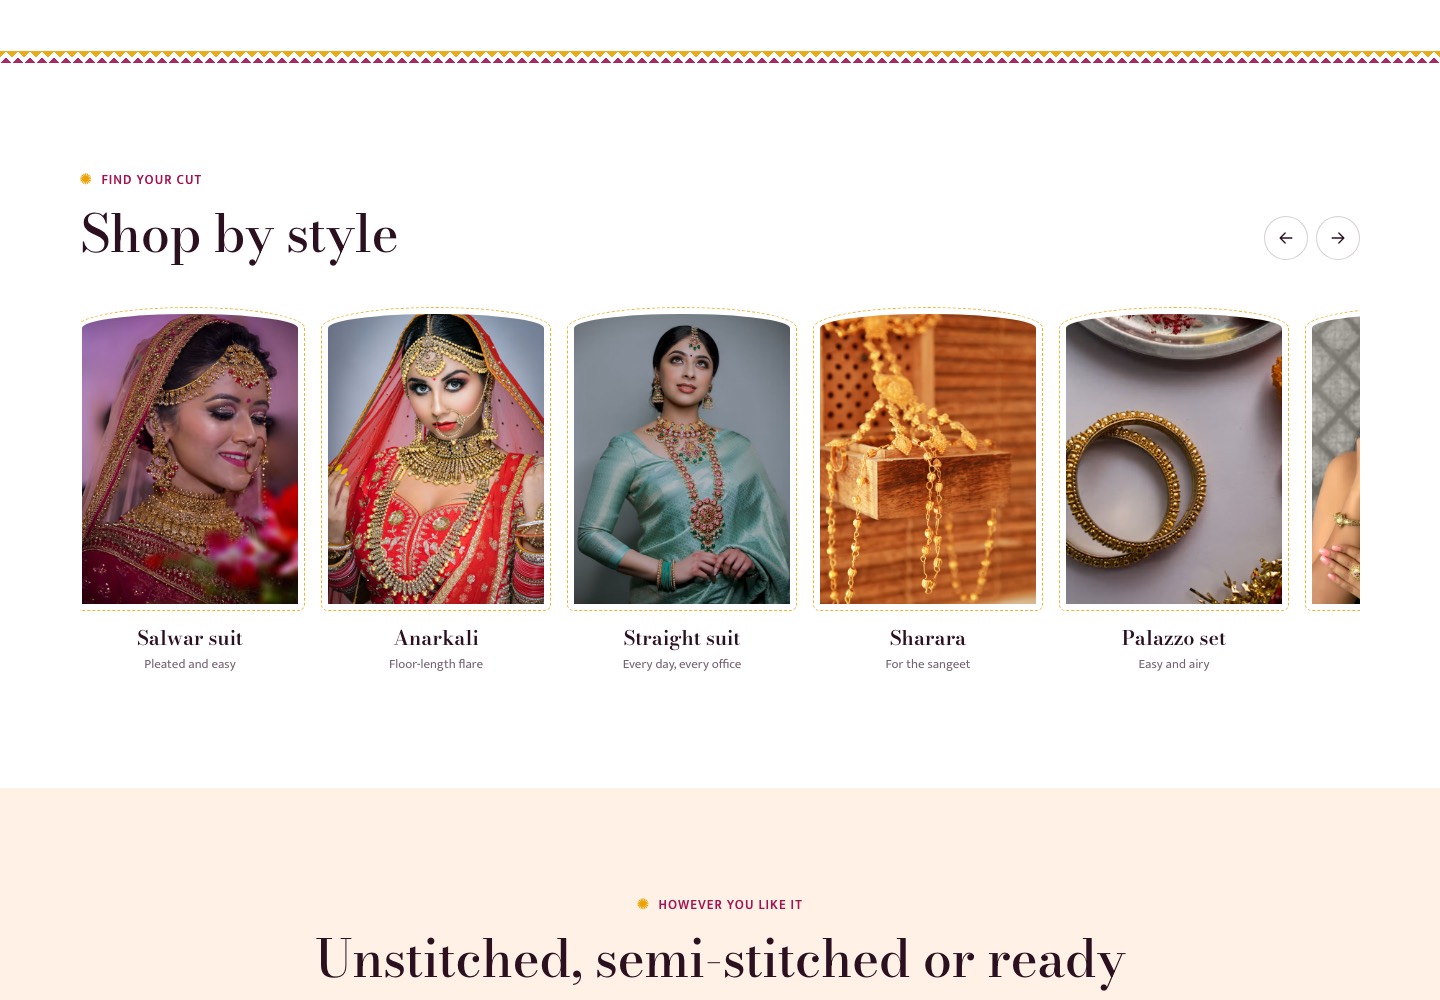 FIND YOUR CUT
Shop by style
Salwar suit
Pleated and easy
Anarkali
Floor-length flare
Straight suit
Every day, every office
Sharara
For the sangeet
Palazzo set
Easy and airy
HOWEVER YOU LIKE IT
Unstitched, semi-stitched or ready